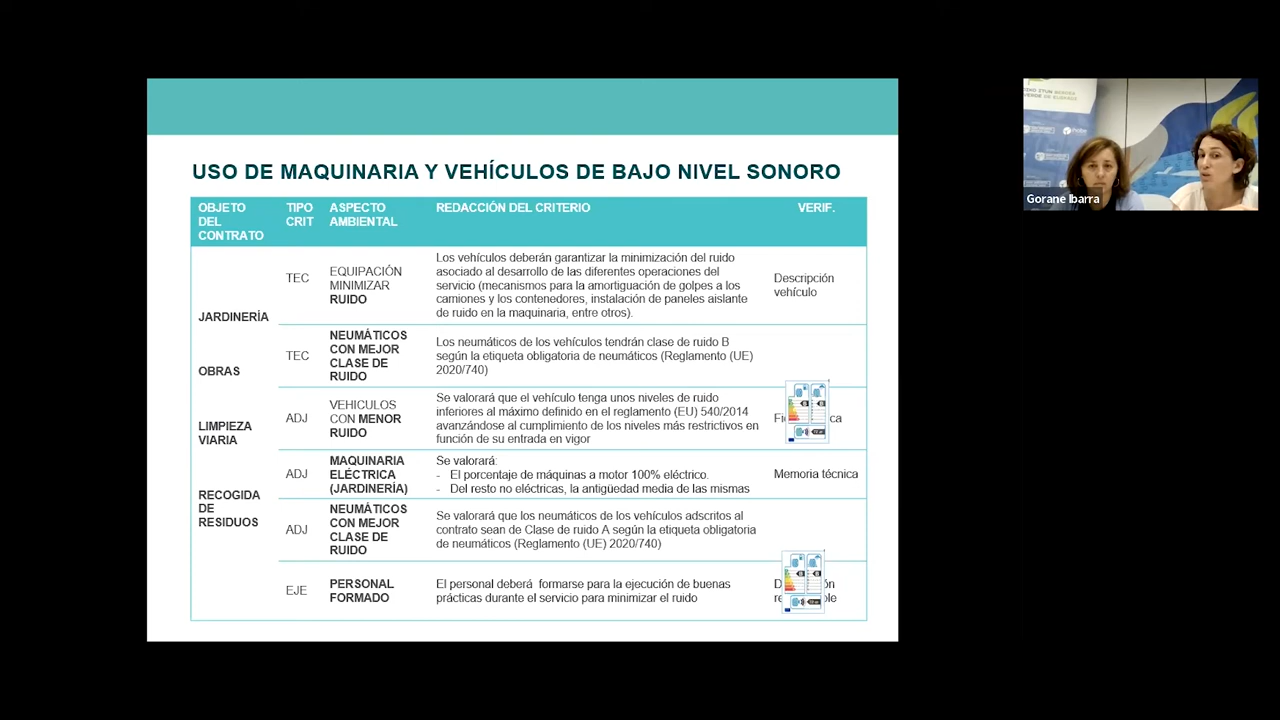 USO DE MAQUINARIA Y VEHÍCULOS DE BAJO NIVEL SONORO
OBJETO
DEL
CONTRATO
TIPO
CRIT
ASPECTO
AMBIENTAL
REDACCIÓN DEL CRITERIO
VERIF.
JARDINERÍA
OBRAS
LIMPIEZA
VIARIA
RECOGIDA
DE
RESIDUOS
TEC
EQUIPACIÓN
MINIMIZAR
RUIDO
Los vehículos deberán garantizar la minimización del ruido
asociado al desarrollo de las diferentes operaciones del
servicio (mecanismos para la amortiguación de golpes a los
camiones y los contenedores, instalación de paneles aislante
de ruido en la maquinaria, entre otros).
Descripción
vehículo
TEC
NEUMÁTICOS
CON MEJOR
CLASE DE
RUIDO
Los neumáticos de los vehículos tendrán clase de ruido B
según la etiqueta obligatoria de neumáticos (Reglamento (UE)
2020/740)
ADJ
VEHICULOS
CON MENOR
RUIDO
Se valorará que el vehículo tenga unos niveles de ruido
inferiores al máximo definido en el reglamento (EU) 540/2014
avanzándose al cumplimiento de los niveles más restrictivos en
función de su entrada en vigor
ADJ
MAQUINARIA
ELÉCTRICA
(JARDINERÍA)
Se valorará:
- El porcentaje de máquinas a motor 100% eléctrico.
- Del resto no eléctricas, la antigüedad media de las mismas
Memoria técnica
ADJ
NEUMÁTICOS
CON MEJOR
CLASE DE
RUIDO
Se valorará que los neumáticos de los vehículos adscritos al
contrato sean de Clase de ruido A según la etiqueta obligatoria
de neumáticos (Reglamento (UE) 2020/740)
EJE
PERSONAL
FORMADO
El personal deberá formarse para la ejecución de buenas
prácticas durante el servicio para minimizar el ruido
Gorane Ibarra